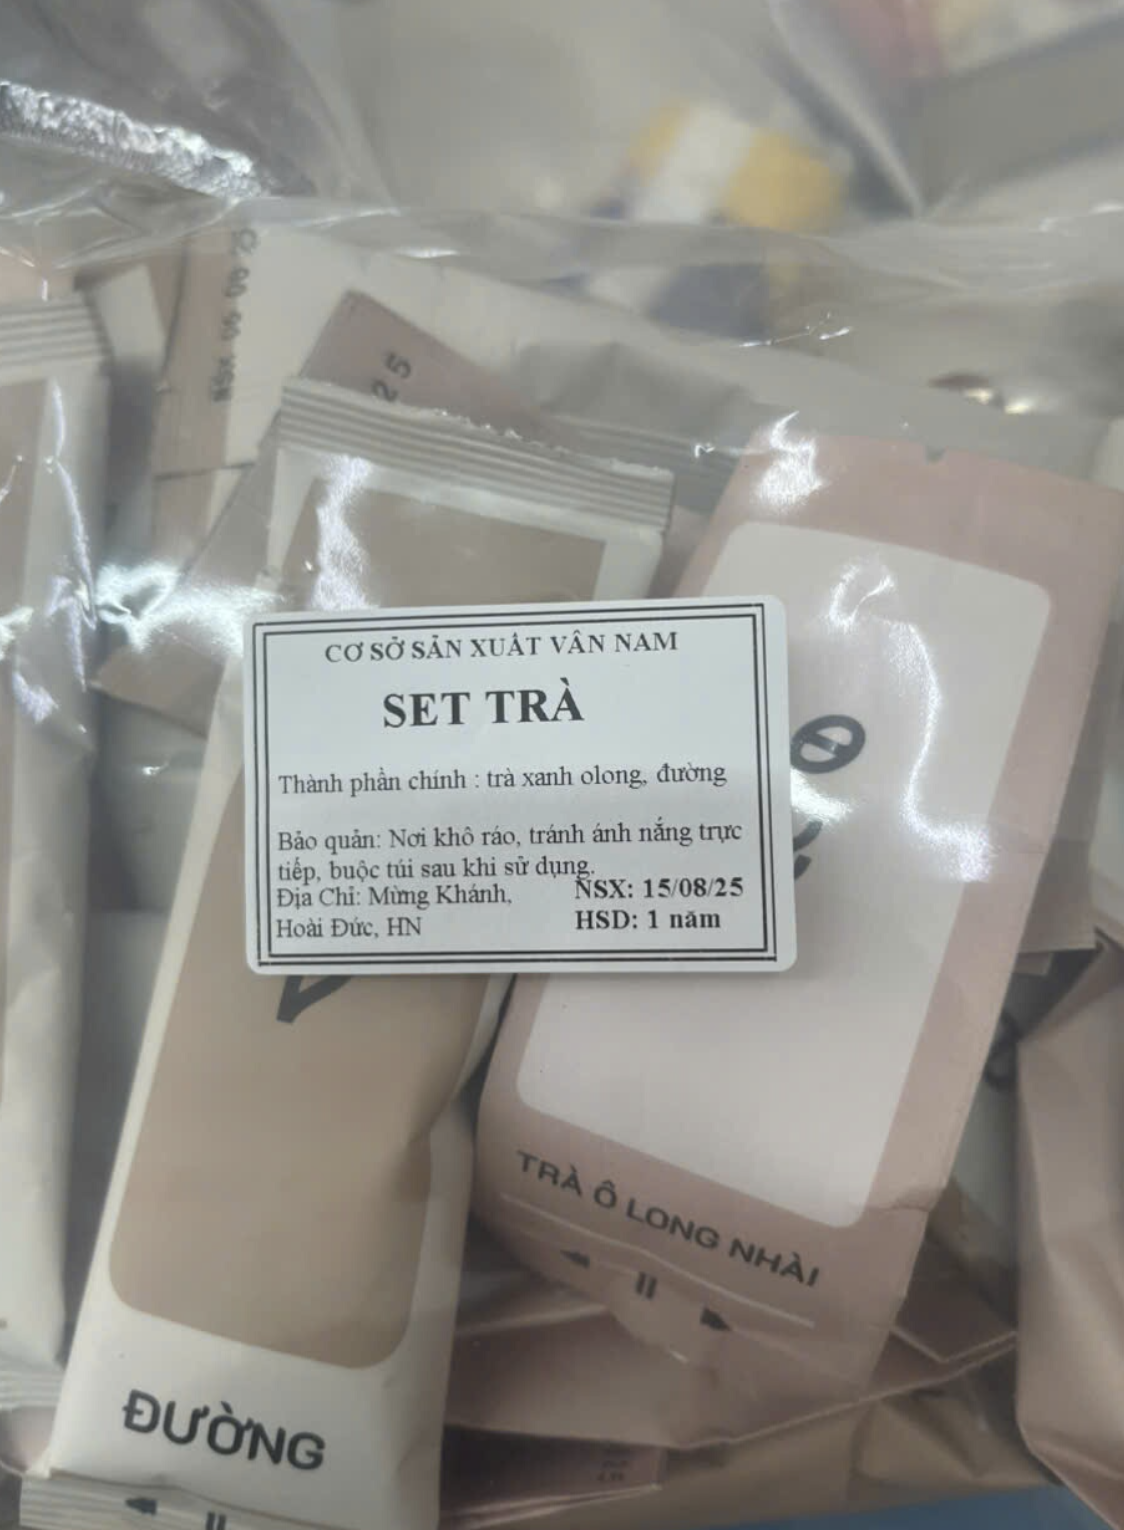 25
CƠ SỞ SẢN XUẤT VÂN NAM
SET TRÀ
Thành phần chính : trà xanh olong, đường
Bảo quản: Nơi khô ráo, tránh ánh nắng trực
tiếp, buộc túi sau khi sử dụng.
Địa Chỉ: Mừng Khánh,
Hoài Đức, HN
NSX: 15/08/25
HSD: 1 năm
TRÀ Ô LONG NHÀI
ĐƯỜNG